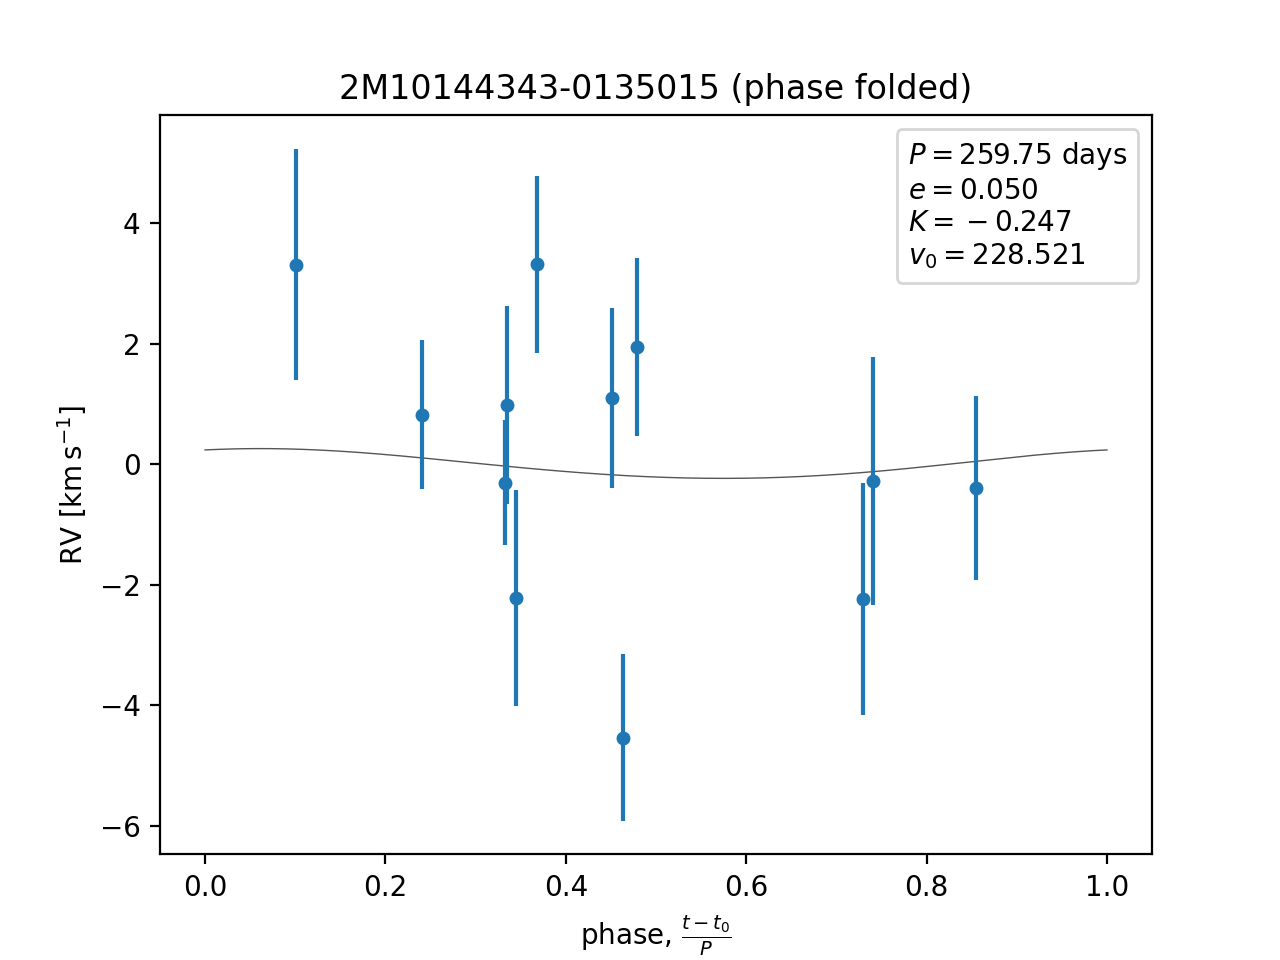 2M10144343-0135015 (phase folded)
P = 259.75 days
e = 0.050
K = −0.247
v₀ = 228.521
4
2
0
−2
−4
−6
RV [km s⁻¹]
0.0 0.2 0.4 0.6 0.8 1.0
phase, (t − t₀)/P